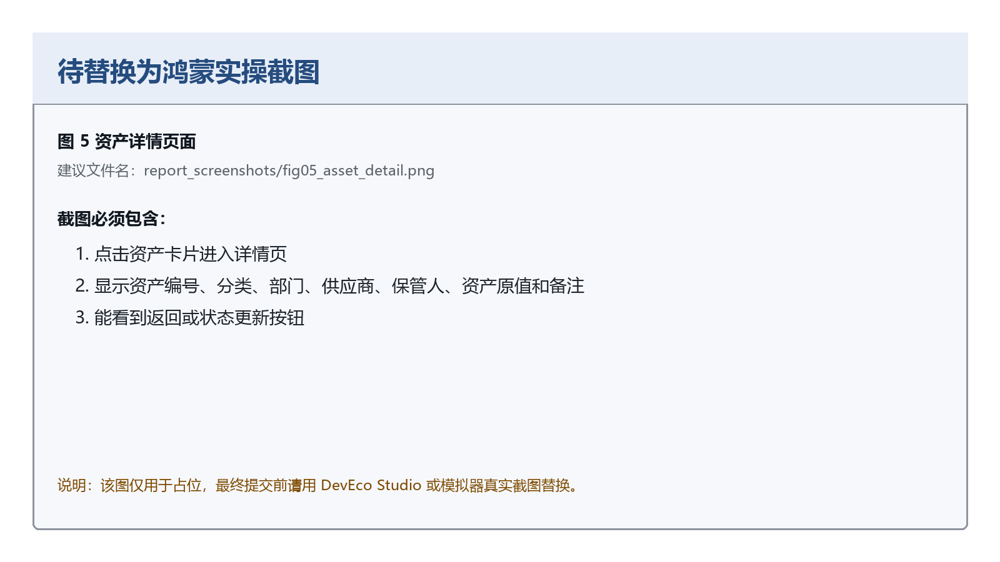 待替换为鸿蒙实操截图
图 5 资产详情页面
建议文件名：report_screenshots/fig05_asset_detail.png
截图必须包含：
1. 点击资产卡片进入详情页
2. 显示资产编号、分类、部门、供应商、保管人、资产原值和备注
3. 能看到返回或状态更新按钮
说明：该图仅用于占位，最终提交前请用 DevEco Studio 或模拟器真实截图替换。